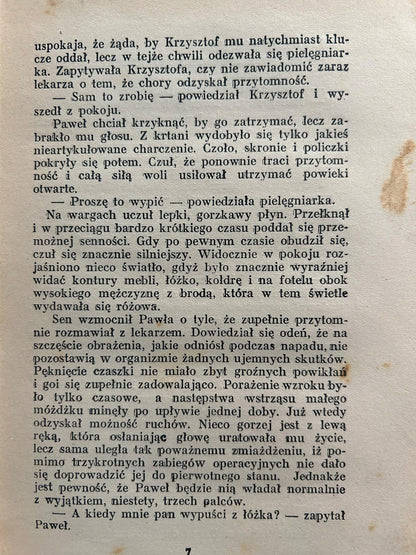 uspokaja, że żąda, by Krzysztof mu natychmiast klu-
cze oddał, lecz w tejże chwili odezwała się pielęgniar-
ka. Zapytywała Krzysztofa, czy nie zawiadomić zaraz
lekarza o tem, że chory odzyskał przytomność.
— Sam to zrobię — powiedział Krzysztof i wy-
szedł z pokoju.
Paweł chciał krzyknąć, by go zatrzymać, lecz za-
brakło mu głosu. Z krtani wydobyło się tylko jakieś
nieartykułowane charczenie. Czoło, skronie i policzki
pokryły się potem. Czuł, że ponownie traci przytom-
ność i całą siłą woli usiłował utrzymać powieki
otwarte.
— Proszę to wypić — powiedziała pielęgniarka.
Na wargach uczuł lepki, gorzkawy płyn. Przełknął
i w przeciągu bardzo krótkiego czasu poddał się prze-
możnej senności. Gdy po pewnym czasie obudził się,
czuł się znacznie silniejszy. Widocznie w pokoju roz-
jaśniono nieco światło, gdyż było znacznie wyraźniej
widać kontury mebli, łóżko, kołdrę i na fotelu obok
wysokiego mężczyznę z brodą, która w tem świetle
wydawała się różowa.
Sen wzmocnił Pawła o tyle, że zupełnie przytom-
nie rozmawiał z lekarzem. Dowiedział się odeń, że na
szczęście obrażenia, jakie odniósł podczas napadu, nie
pozostawią w organizmie żadnych ujemnych skutków.
Pęknięcie czaszki nie miało zbyt groźnych powikłań
i goi się zupełnie zadowalająco. Porażenie wzroku by-
ło tylko czasowe, a następstwa wstrząsu małego
móżdżku minęły po upływie jednej doby. Już wtedy
odzyskał możność ruchów. Nieco gorzej jest z lewą
ręką, która osłaniając głowę uratowała mu życie,
lecz sama uległa tak poważnemu zmiażdżeniu, iż po-
mimo trzykrotnych zabiegów operacyjnych nie dało
się doprowadzić jej do pierwotnego stanu. Jednakże
jest pewność, że Paweł będzie nią władał normalnie
z wyjątkiem, niestety, trzech palców.
— A kiedy mnie pan wypuści z łóżka? — zapytał
Paweł.
7